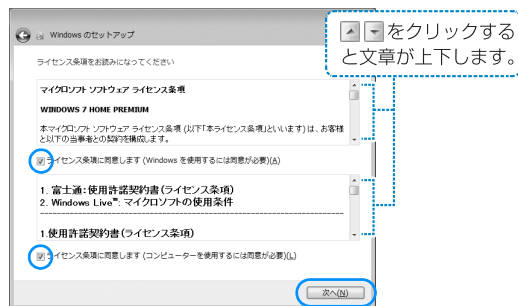 Windows のセットアップ
ライセンス条項をお読みになってください
マイクロソフト ソフトウェア ライセンス条項
WINDOWS 7 HOME PREMIUM
本マイクロソフト ソフトウェア ライセンス条項 (以下「本ライセンス条項」といいます) は、お客様
と以下の当事者との契約を構成します。
ライセンス条項に同意します (Windows を使用するには同意が必要)(A)
1. 富士通:使用許諾契約書(ライセンス条項)
2. Windows Live™: マイクロソフトの使用条件
------------------------------------------------------------
1.使用許諾契約書(ライセンス条項)
ライセンス条項に同意します (コンピューターを使用するには同意が必要)(L)
次へ(N)
をクリックする
と文章が上下します。